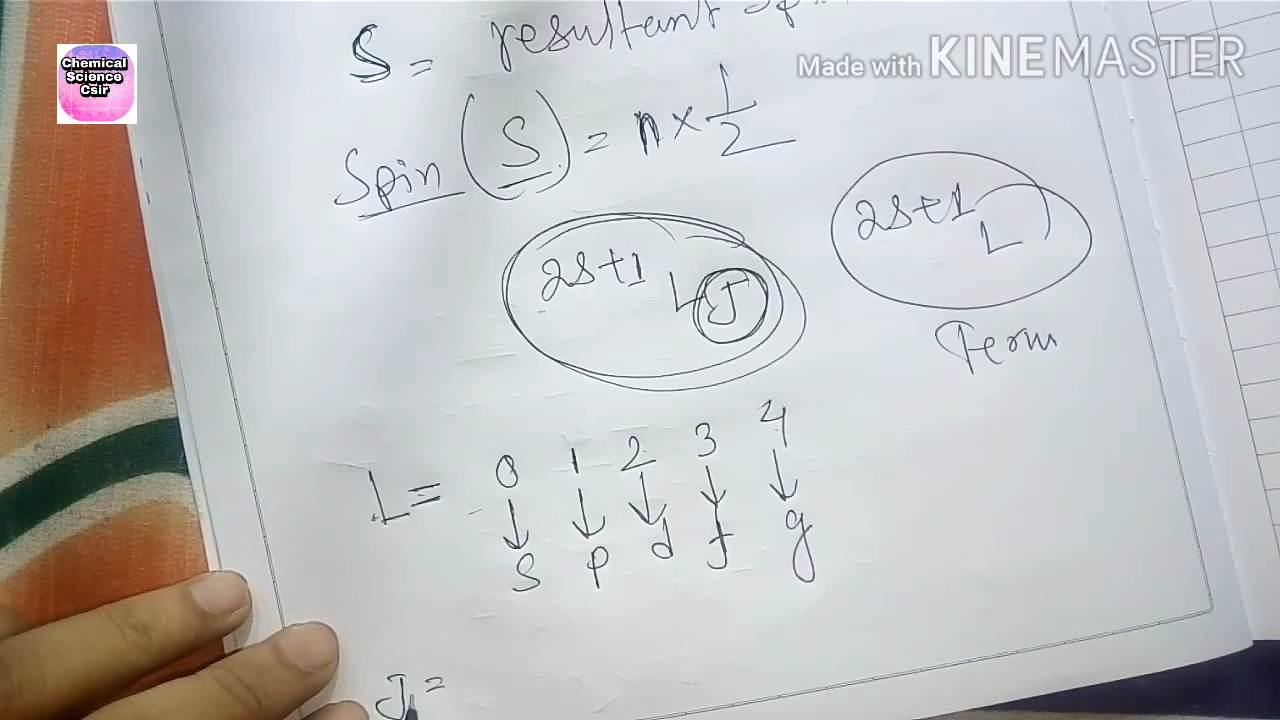 Chemical
Science
Csir
Made with KINEMASTER
S = resultant
Spin (S) = n × 1/2
2S+1 L J
2S+1 L
Term
L = 0 1 2 3 4
↓ ↓ ↓ ↓ ↓
s p d f g
J =